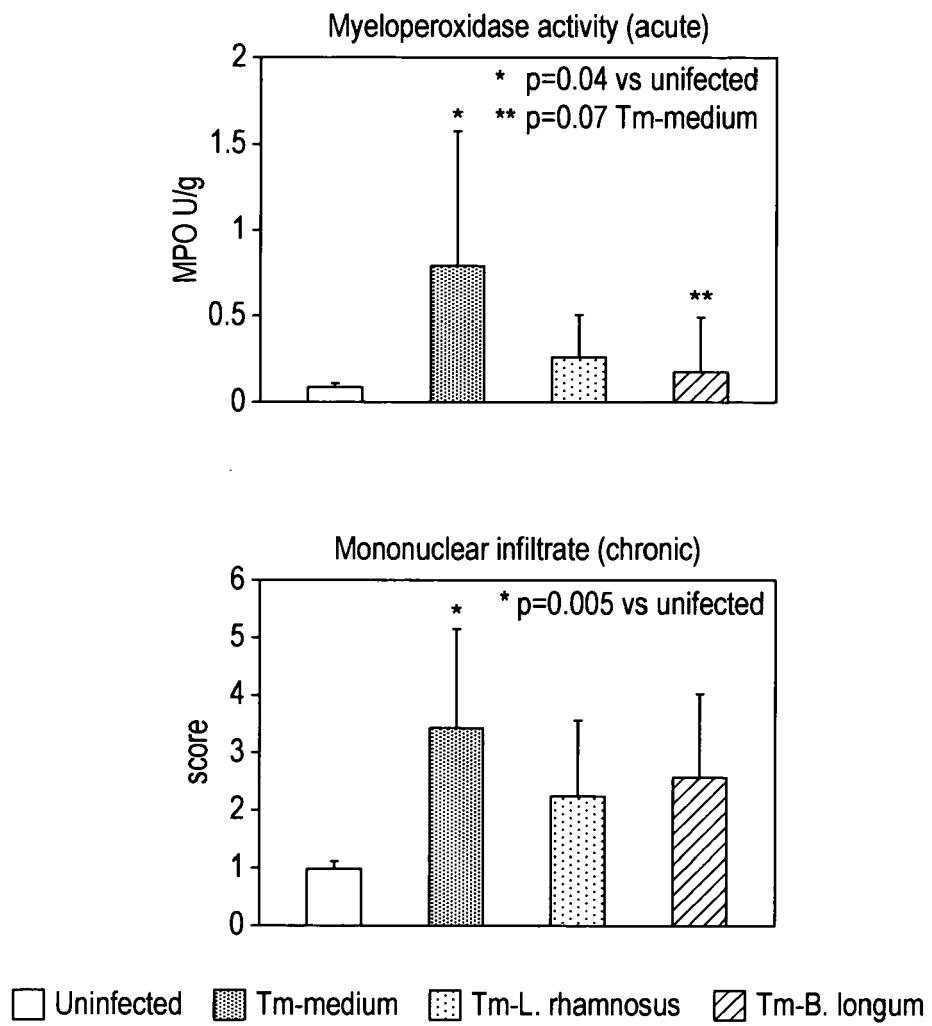 Myeloperoxidase activity (acute)
2
* p=0.04 vs unifected
* ** p=0.07 Tm-medium
1.5
MPO U/g
1
0.5
**
0
Mononuclear infiltrate (chronic)
6
* * p=0.005 vs unifected
5
4
score
3
2
1
0
Uninfected Tm-medium Tm-L. rhamnosus Tm-B. longum